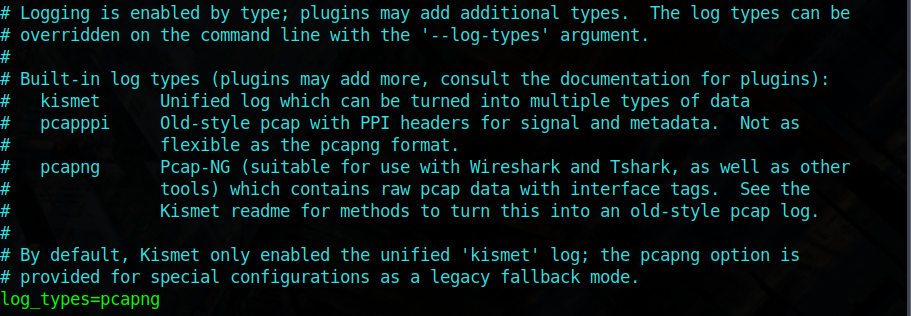 # Logging is enabled by type; plugins may add additional types.  The log types can be
# overridden on the command line with the '--log-types' argument.
#
# Built-in log types (plugins may add more, consult the documentation for plugins):
#   kismet      Unified log which can be turned into multiple types of data
#   pcapppi     Old-style pcap with PPI headers for signal and metadata.  Not as
#               flexible as the pcapng format.
#   pcapng      Pcap-NG (suitable for use with Wireshark and Tshark, as well as other
#               tools) which contains raw pcap data with interface tags.  See the
#               Kismet readme for methods to turn this into an old-style pcap log.
#
# By default, Kismet only enabled the unified 'kismet' log; the pcapng option is
# provided for special configurations as a legacy fallback mode.
log_types=pcapng